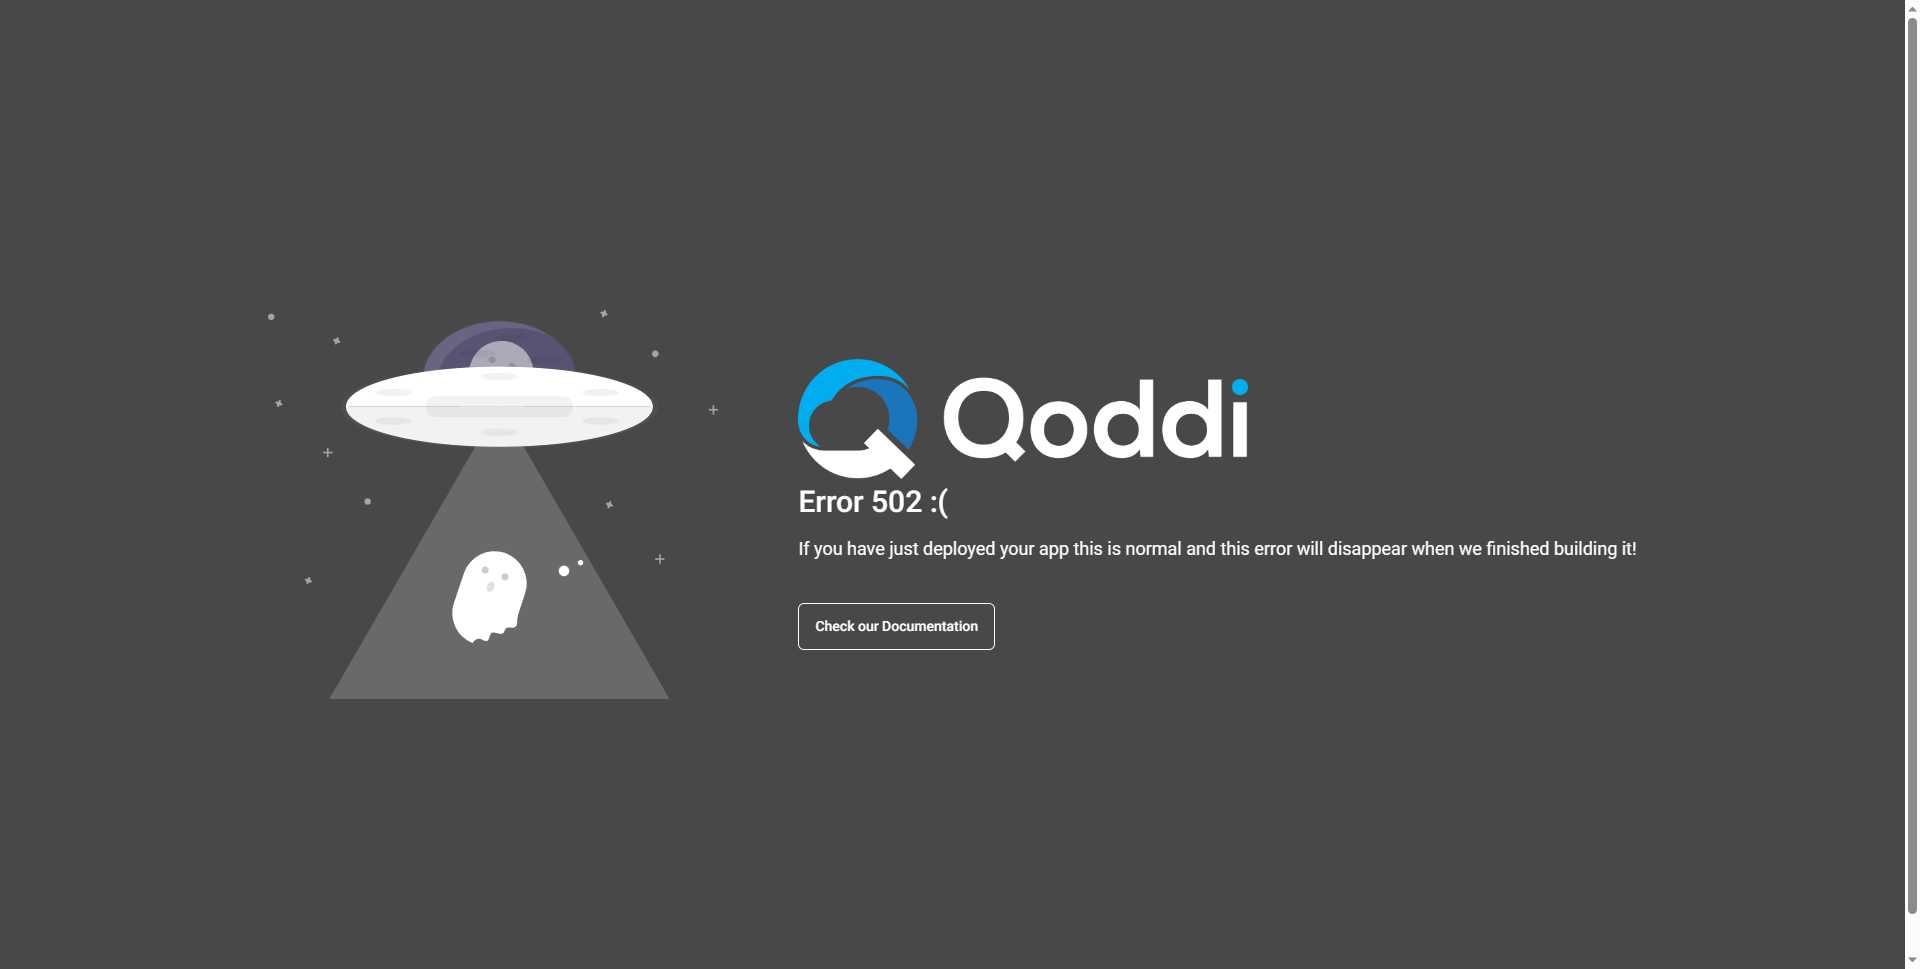 Qoddi
Error 502 :(
If you have just deployed your app this is normal and this error will disappear when we finished building it!
Check our Documentation